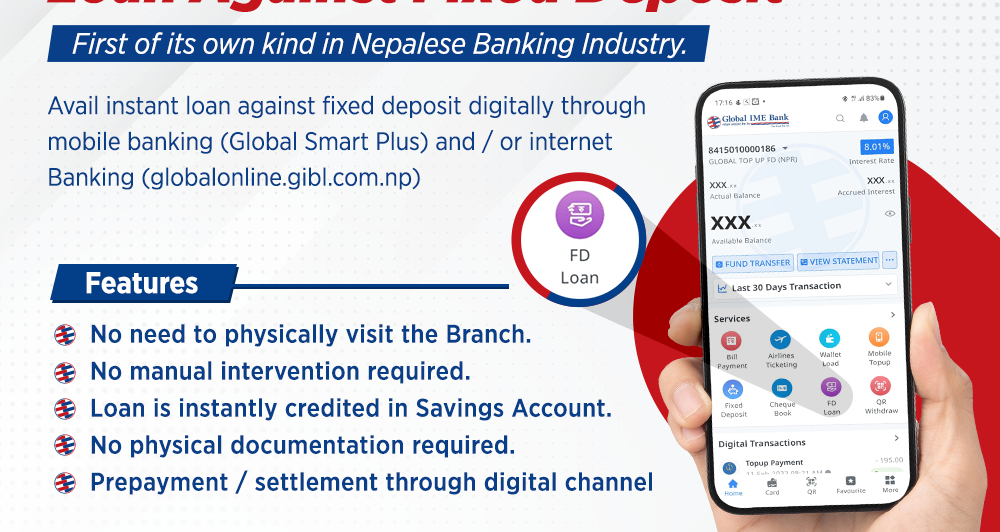 Loan Against Fixed Deposit
First of its own kind in Nepalese Banking Industry.
Avail instant loan against fixed deposit digitally through
mobile banking (Global Smart Plus) and / or internet
Banking (globalonline.gibl.com.np)
FD
Loan
Features
No need to physically visit the Branch.
No manual intervention required.
Loan is instantly credited in Savings Account.
No physical documentation required.
Prepayment / settlement through digital channel
17:16
83%
Global IME Bank
8415010000186
8.01%
GLOBAL TOP UP FD (NPR)
Interest Rate
XXX.xx
XXX.xx
Actual Balance
Accrued Interest
XXX.xx
Available Balance
FUND TRANSFER
VIEW STATEMENT
Last 30 Days Transaction
Services
Bill
Payment
Airlines
Ticketing
Wallet
Load
Mobile
Topup
Fixed
Deposit
Cheque
Book
FD
Loan
QR
Withdraw
Digital Transactions
Topup Payment
- 195.00
Home
Card
QR
Favourite
More